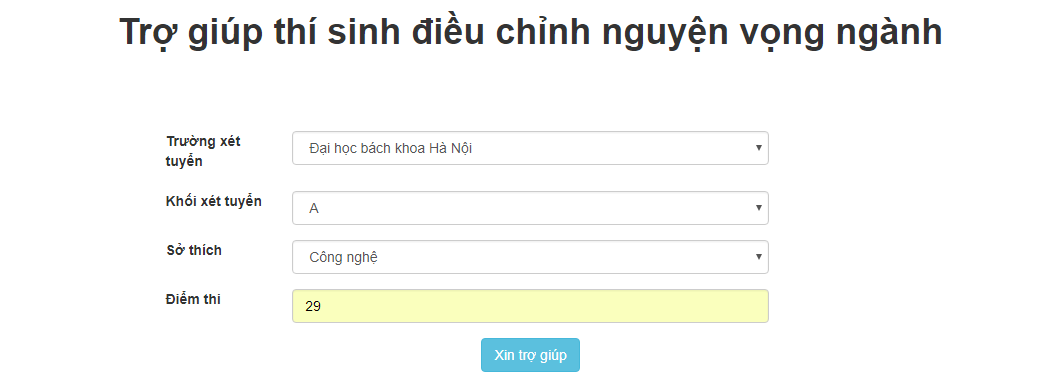 Trợ giúp thí sinh điều chỉnh nguyện vọng ngành
Trường xét
tuyển
Đại học bách khoa Hà Nội
Khối xét tuyển
A
Sở thích
Công nghệ
Điểm thi
29
Xin trợ giúp